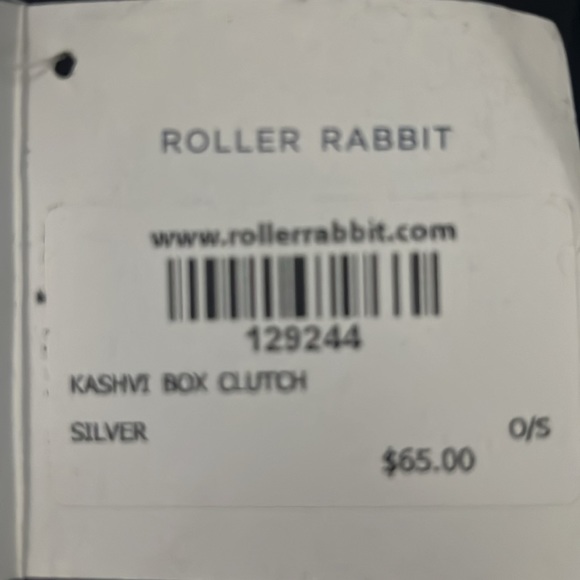 ROLLER RABBIT
www.rollerrabbit.com
129244
KASHVI BOX CLUTCH
SILVER O/S
$65.00